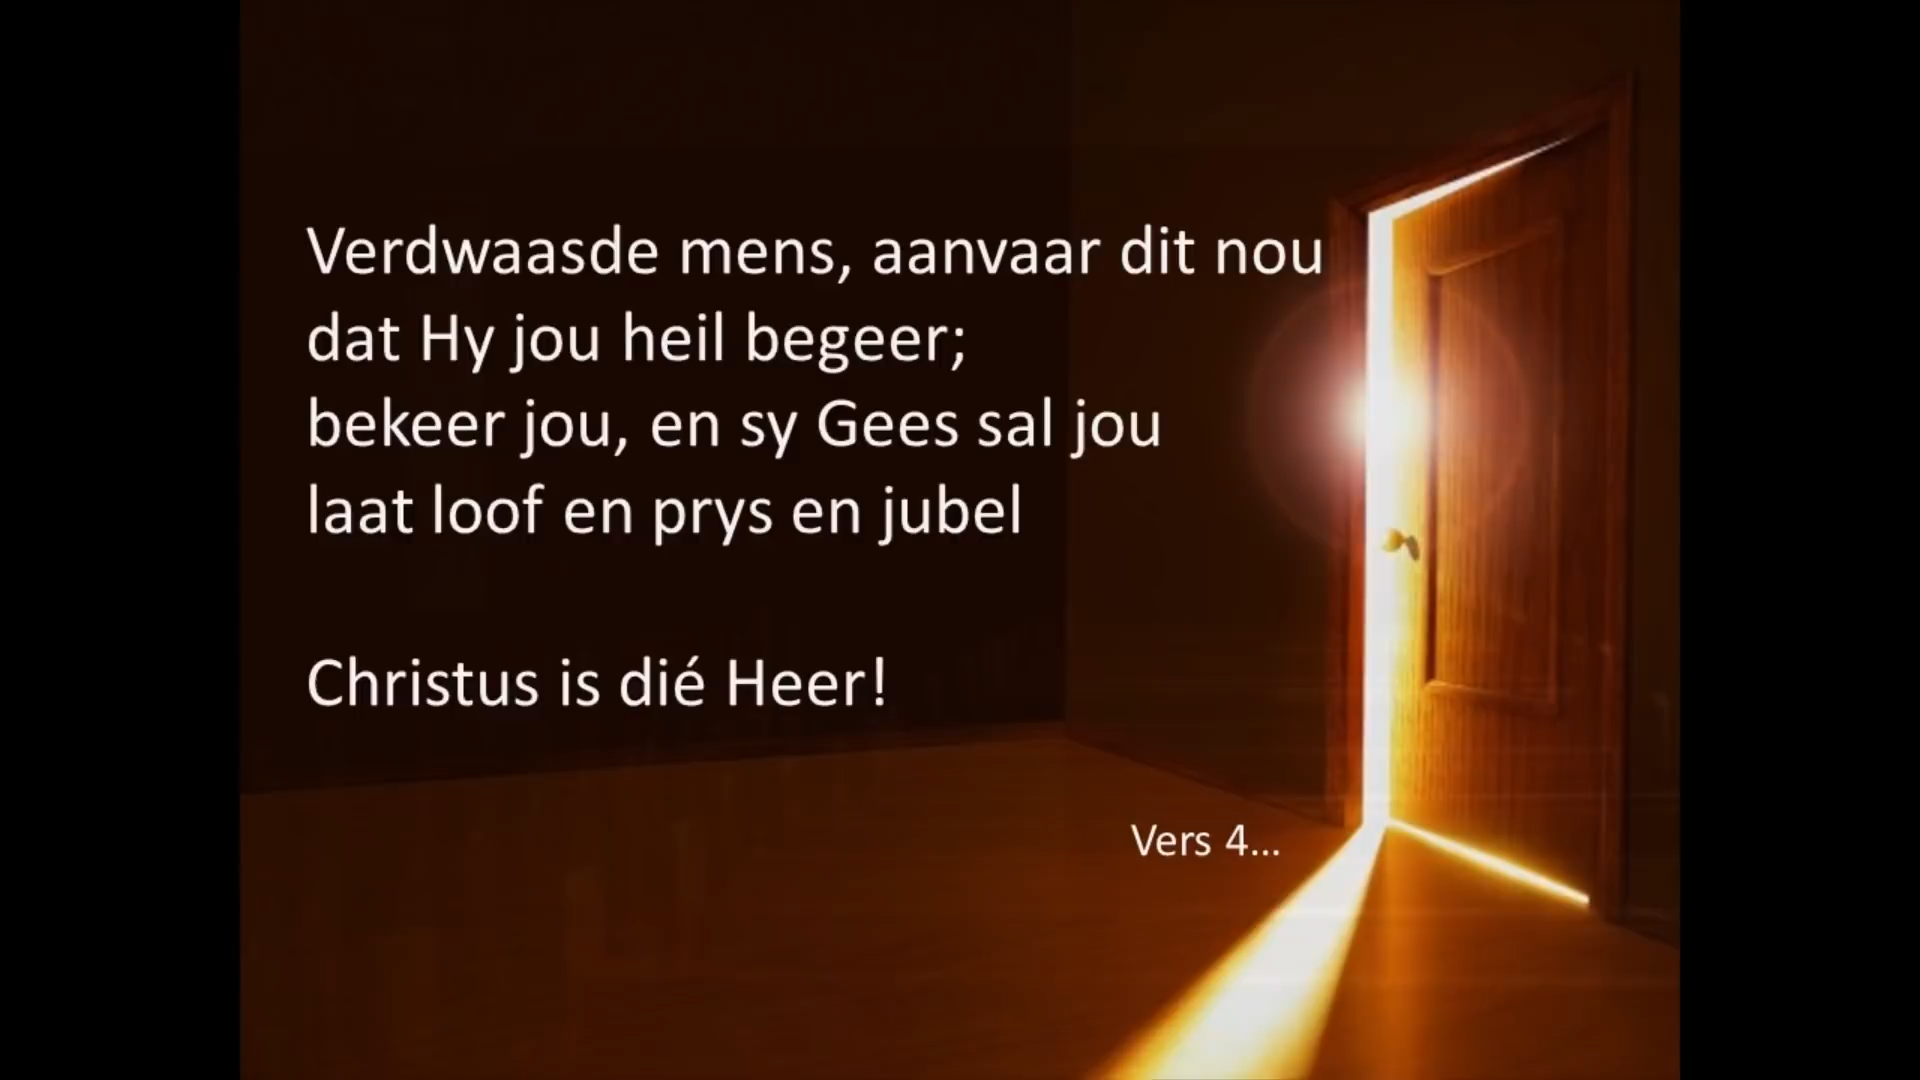 Verdwaasde mens, aanvaar dit nou
dat Hy jou heil begeer;
bekeer jou, en sy Gees sal jou
laat loof en prys en jubel
Christus is dié Heer!
Vers 4...